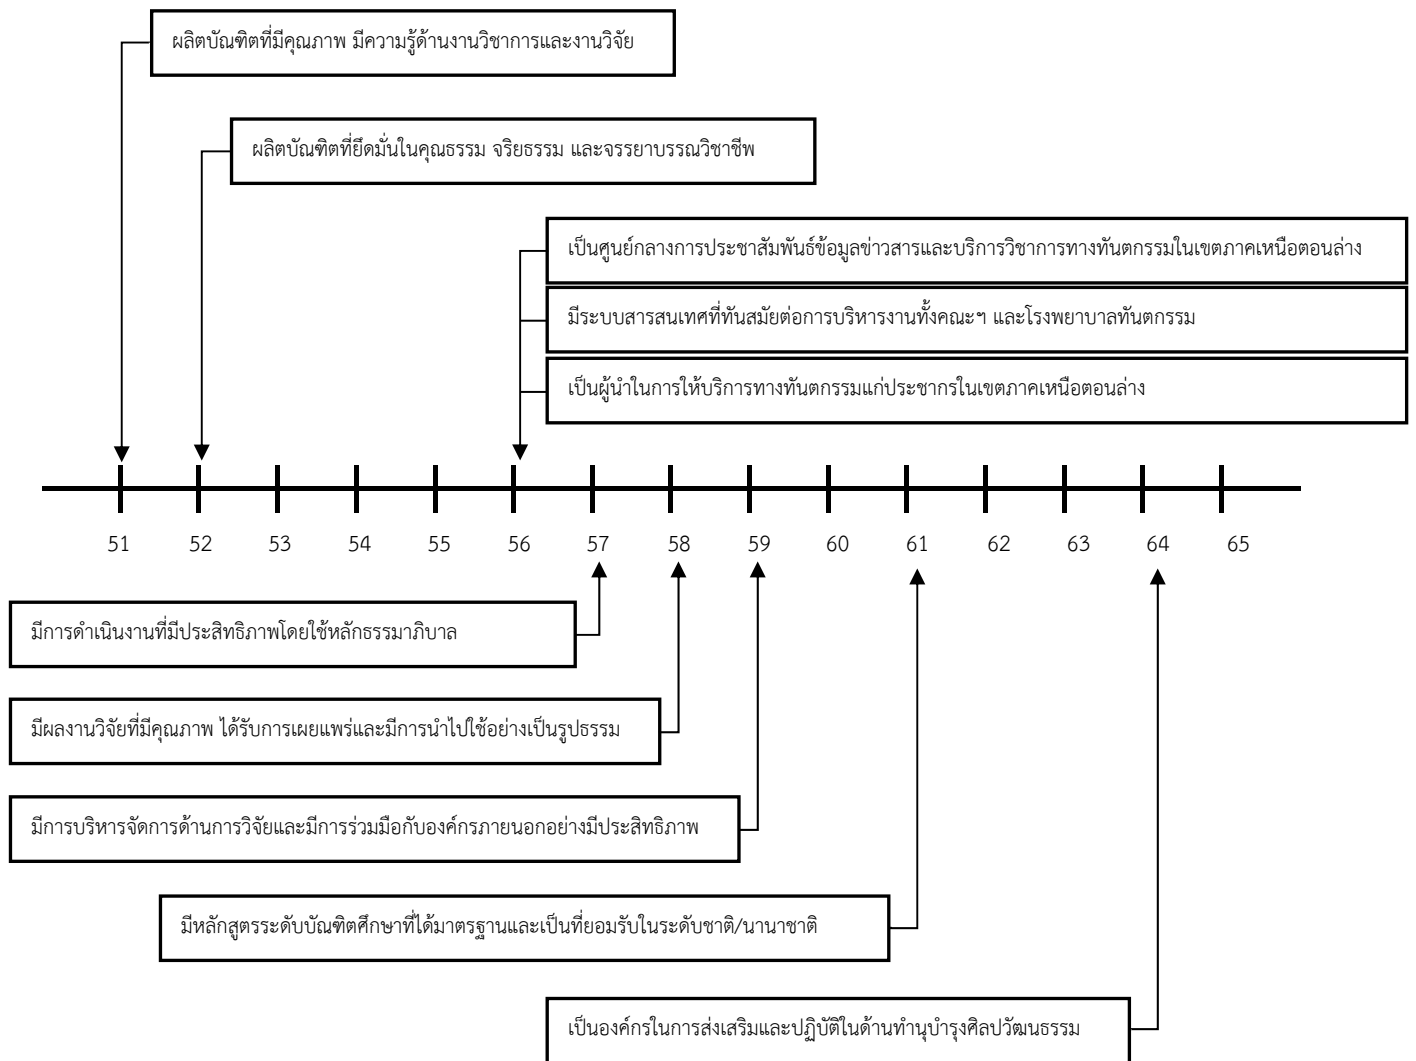 ผลิตบัณฑิตที่มีคุณภาพ มีความรู้ด้านงานวิชาการและงานวิจัย
ผลิตบัณฑิตที่ยึดมั่นในคุณธรรม จริยธรรม และจรรยาบรรณวิชาชีพ
เป็นศูนย์กลางการประชาสัมพันธ์ข้อมูลข่าวสารและบริการวิชาการทางทันตกรรมในเขตภาคเหนือตอนล่าง
มีระบบสารสนเทศที่ทันสมัยต่อการบริหารงานทั้งคณะฯ และโรงพยาบาลทันตกรรม
เป็นผู้นำในการให้บริการทางทันตกรรมแก่ประชากรในเขตภาคเหนือตอนล่าง
51 52 53 54 55 56 57 58 59 60 61 62 63 64 65
มีการดำเนินงานที่มีประสิทธิภาพโดยใช้หลักธรรมาภิบาล
มีผลงานวิจัยที่มีคุณภาพ ได้รับการเผยแพร่และมีการนำไปใช้อย่างเป็นรูปธรรม
มีการบริหารจัดการด้านการวิจัยและมีการร่วมมือกับองค์กรภายนอกอย่างมีประสิทธิภาพ
มีหลักสูตรระดับบัณฑิตศึกษาที่ได้มาตรฐานและเป็นที่ยอมรับในระดับชาติ/นานาชาติ
เป็นองค์กรในการส่งเสริมและปฏิบัติในด้านทำนุบำรุงศิลปวัฒนธรรม